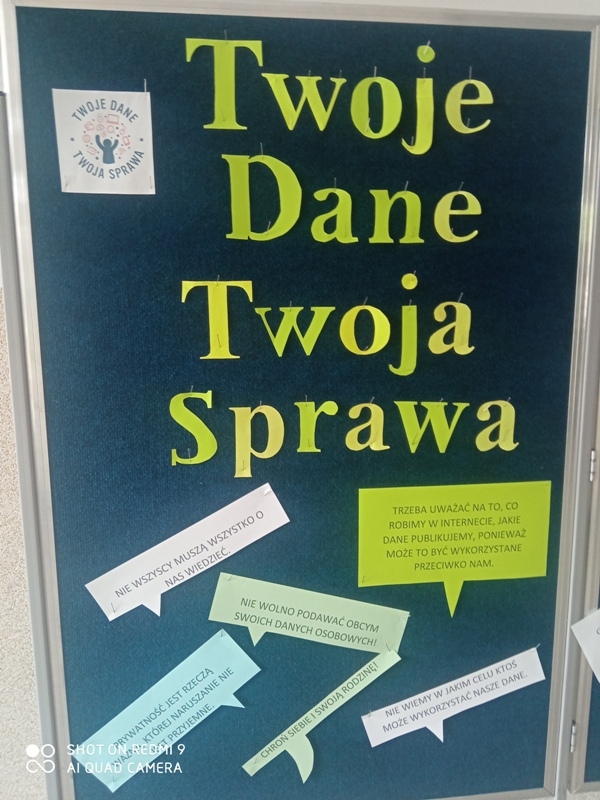 TWOJE DANE
TWOJA SPRAWA
Twoje
Dane
Twoja
Sprawa
NIE WSZYSCY MUSZĄ WSZYSTKO O
NAS WIEDZIEĆ.
TRZEBA UWAŻAĆ NA TO, CO
ROBIMY W INTERNECIE, JAKIE
DANE PUBLIKUJEMY, PONIEWAŻ
MOŻE TO BYĆ WYKORZYSTANE
PRZECIWKO NAM.
NIE WOLNO PODAWAĆ OBCYM
SWOICH DANYCH OSOBOWYCH!
PRYWATNOŚĆ JEST RZECZĄ
KTÓREJ NARUSZANIE NIE
PRZYJEMNE.
CHROŃ SIEBIE I SWOJĄ RODZINĘ!
NIE WIEMY W JAKIM CELU KTOŚ
MOŻE WYKORZYSTAĆ NASZE DANE.
SHOT ON REDMI 9
AI QUAD CAMERA